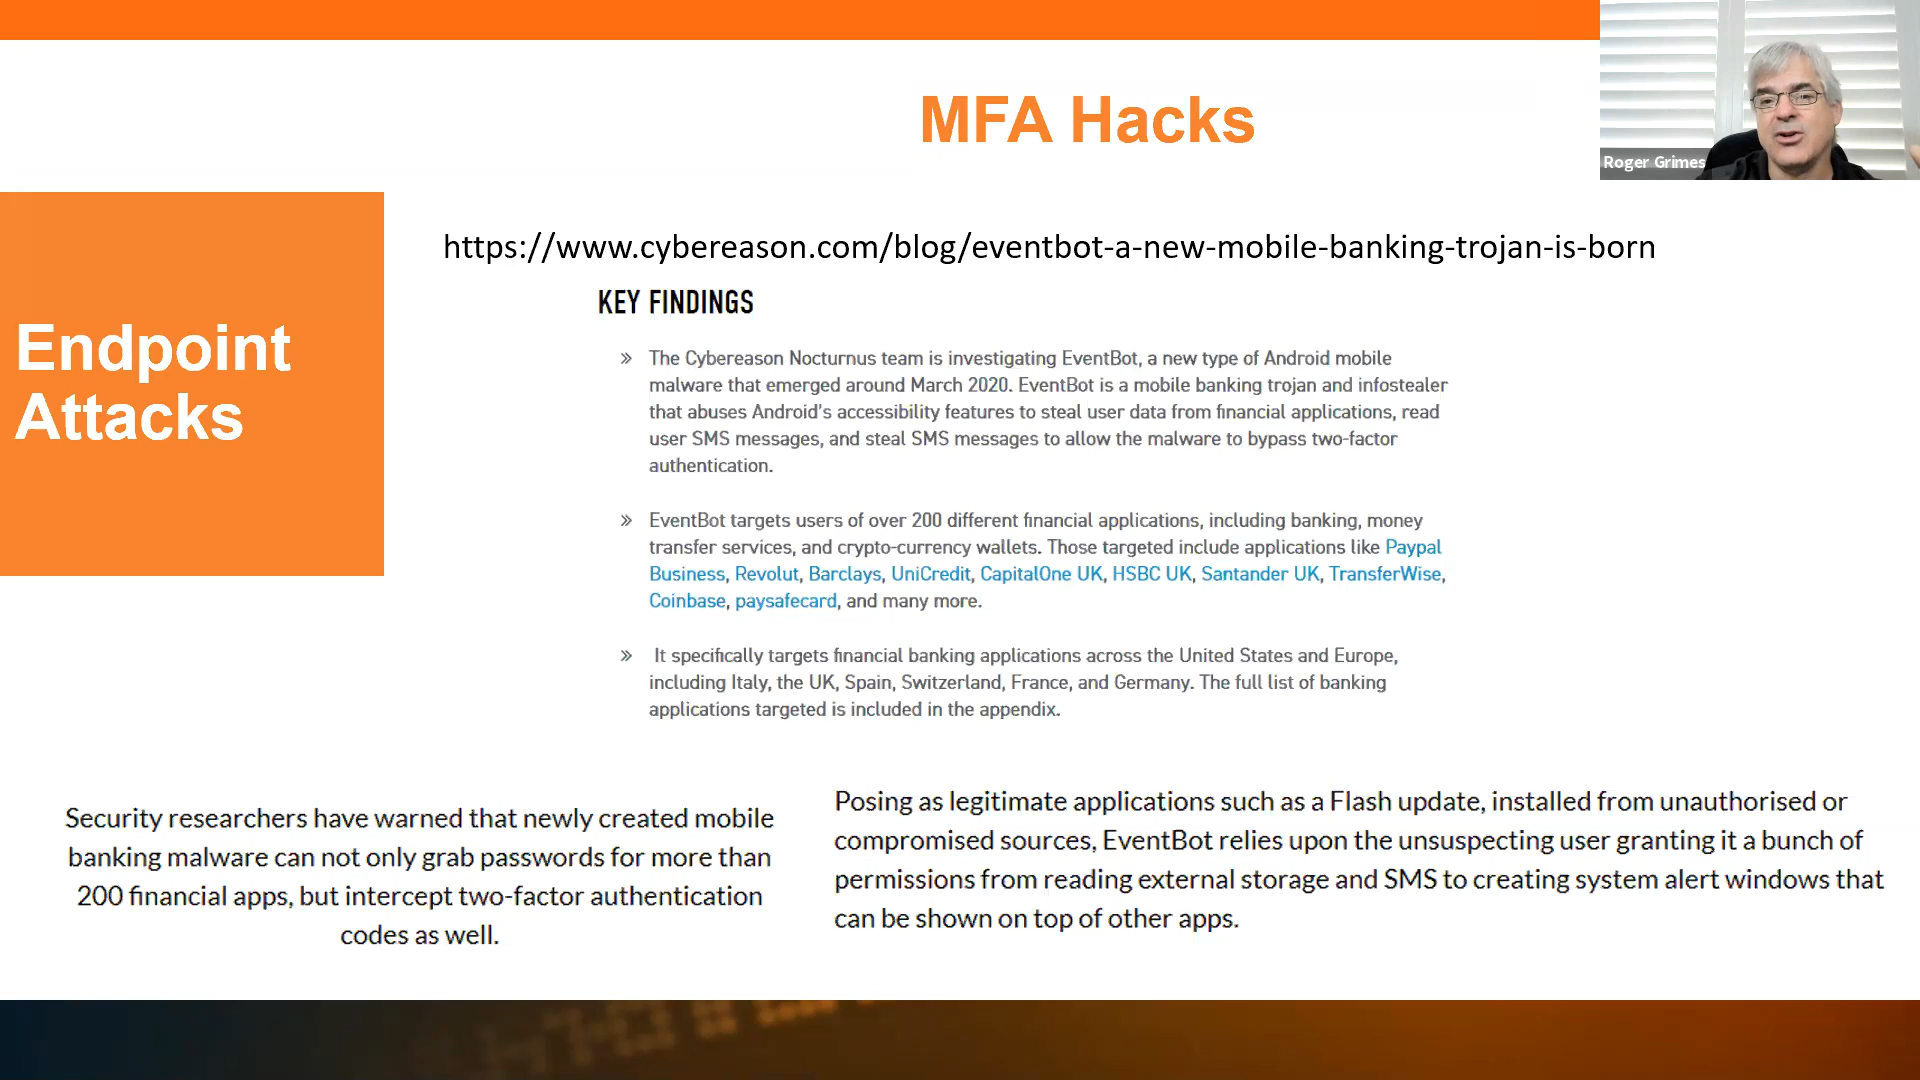 MFA Hacks
Roger Grimes
Endpoint
Attacks
https://www.cybereason.com/blog/eventbot-a-new-mobile-banking-trojan-is-born
KEY FINDINGS
» The Cybereason Nocturnus team is investigating EventBot, a new type of Android mobile
malware that emerged around March 2020. EventBot is a mobile banking trojan and infostealer
that abuses Android's accessibility features to steal user data from financial applications, read
user SMS messages, and steal SMS messages to allow the malware to bypass two-factor
authentication.
» EventBot targets users of over 200 different financial applications, including banking, money
transfer services, and crypto-currency wallets. Those targeted include applications like Paypal
Business, Revolut, Barclays, UniCredit, CapitalOne UK, HSBC UK, Santander UK, TransferWise,
Coinbase, paysafecard, and many more.
» It specifically targets financial banking applications across the United States and Europe,
including Italy, the UK, Spain, Switzerland, France, and Germany. The full list of banking
applications targeted is included in the appendix.
Security researchers have warned that newly created mobile
banking malware can not only grab passwords for more than
200 financial apps, but intercept two-factor authentication
codes as well.
Posing as legitimate applications such as a Flash update, installed from unauthorised or
compromised sources, EventBot relies upon the unsuspecting user granting it a bunch of
permissions from reading external storage and SMS to creating system alert windows that
can be shown on top of other apps.